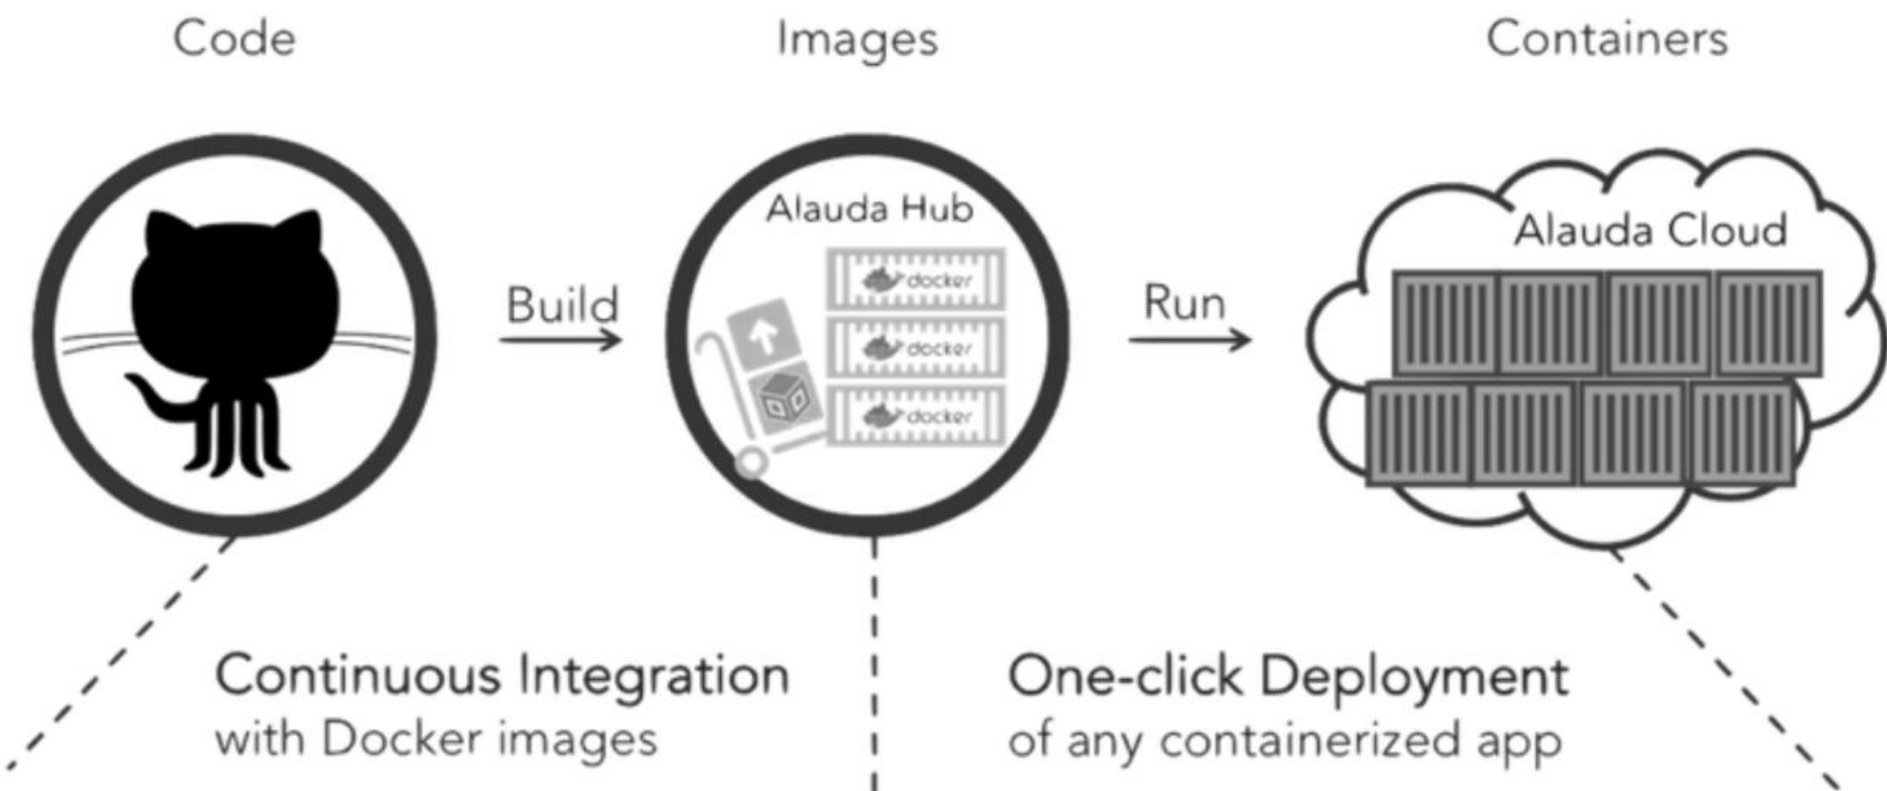 Code
Images
Containers
Alauda Hub
docker
docker
docker
Build
Run
Alauda Cloud
Continuous Integration
with Docker images
One-click Deployment
of any containerized app